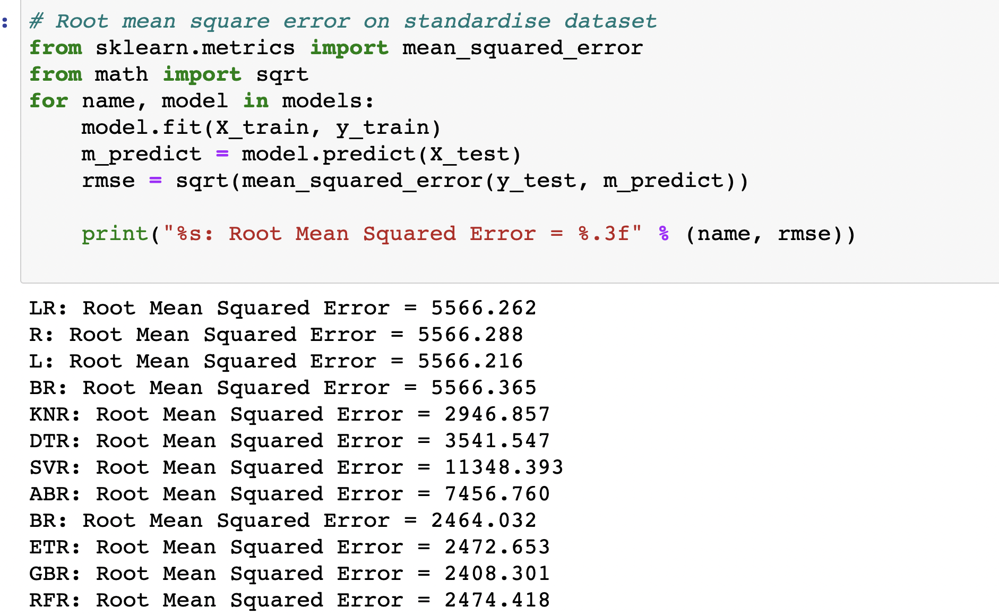 :
# Root mean square error on standardise dataset
from sklearn.metrics import mean_squared_error
from math import sqrt
for name, model in models:
    model.fit(X_train, y_train)
    m_predict = model.predict(X_test)
    rmse = sqrt(mean_squared_error(y_test, m_predict))
    print("%s: Root Mean Squared Error = %.3f" % (name, rmse))
LR: Root Mean Squared Error = 5566.262
R: Root Mean Squared Error = 5566.288
L: Root Mean Squared Error = 5566.216
BR: Root Mean Squared Error = 5566.365
KNR: Root Mean Squared Error = 2946.857
DTR: Root Mean Squared Error = 3541.547
SVR: Root Mean Squared Error = 11348.393
ABR: Root Mean Squared Error = 7456.760
BR: Root Mean Squared Error = 2464.032
ETR: Root Mean Squared Error = 2472.653
GBR: Root Mean Squared Error = 2408.301
RFR: Root Mean Squared Error = 2474.418